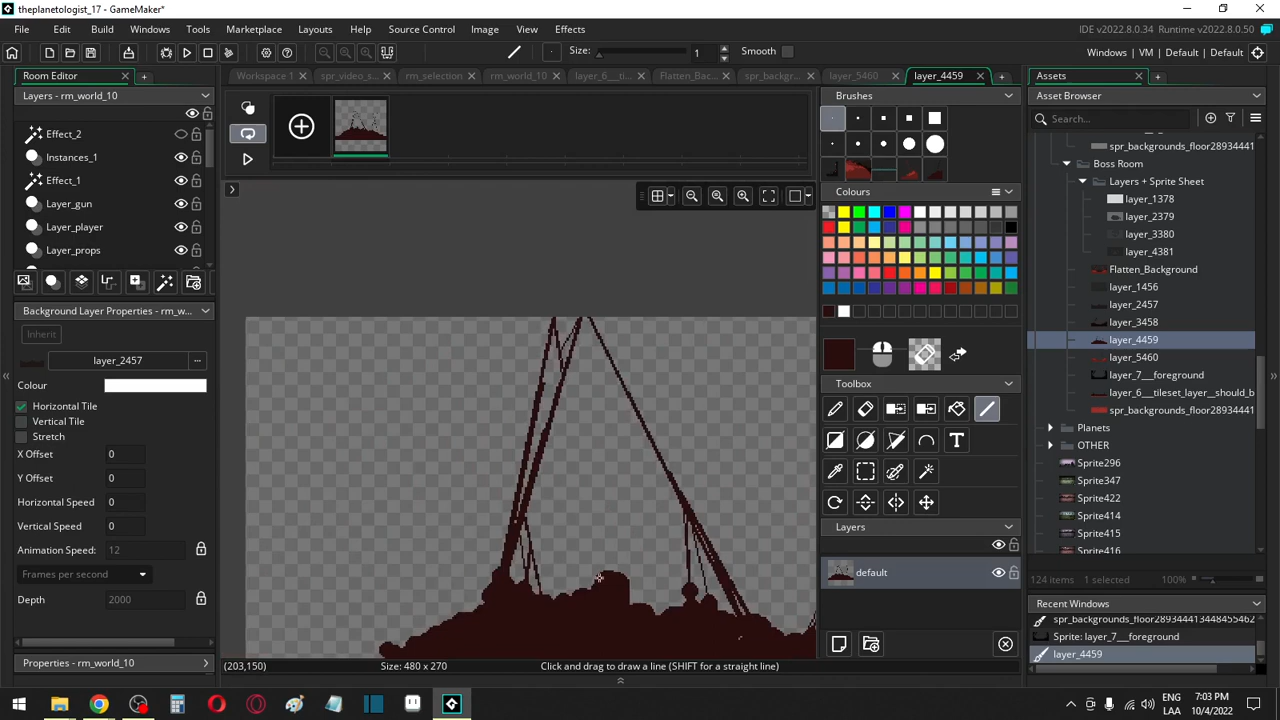 theplanetologist_17 - GameMaker*
File Edit Build Windows Tools Marketplace Layouts Help Source Control Image Effects
IDE v2022.8.0.34 Runtime v2022.8.0.50
Size: 1 Smooth
Windows | VM | Default | Default
Room Editor
Workspace 1 spr_video_s... rm_selection rm_world_10 layer_6__ti... Flatten_Bac... spr_backgr... layer_5460 layer_4459
Assets
Layers - rm_world_10
Brushes
Asset Browser
Search...
Effect_2
spr_backgrounds_floor28934441
Instances_1
Boss Room
Effect_1
Layers + Sprite Sheet
Colours
layer_1378
Layer_gun
layer_2379
Layer_player
layer_3380
Layer_props
layer_4381
Flatten_Background
layer_1456
layer_2457
Background Layer Properties - rm_w...
layer_3458
Inherit
layer_4459
layer_2457 ...
layer_5460
Colour
layer_7__foreground
Toolbox
Horizontal Tile
layer_6__tileset_layer__should_b
Vertical Tile
spr_backgrounds_floor28934441
Stretch
Planets
X Offset 0
OTHER
Y Offset 0
Sprite296
Horizontal Speed 0
Sprite347
Vertical Speed 0
Sprite422
Animation Speed: 12
Sprite414
Layers
Sprite415
Frames per second
Sprite416
default
124 items 1 selected 100%
Depth 2000
Recent Windows
spr_backgrounds_floor289344413448455462
Sprite: layer_7__foreground
layer_4459
Properties - rm_world_10
(203,150) Size: 480 x 270 Click and drag to draw a line (SHIFT for a straight line)
ENG
LAA
7:03 PM
10/4/2022